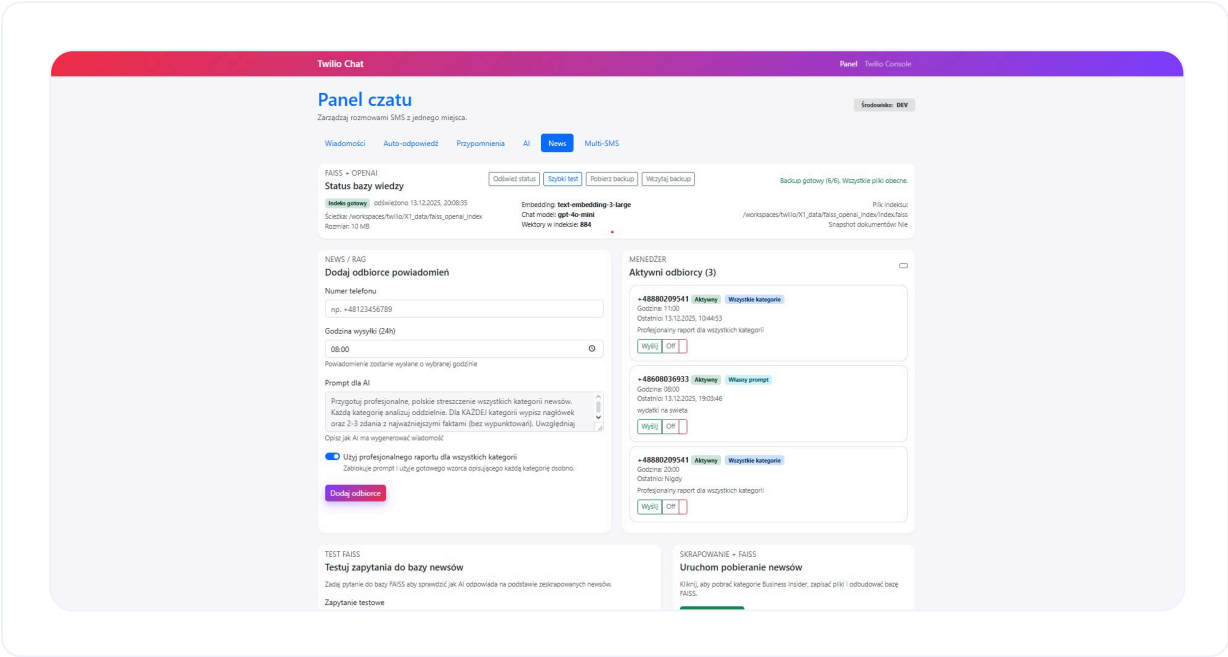 Twilio Chat
Panel Twilio Console
Panel czatu
Zarządzaj rozmowami SMS z jednego miejsca.
Środowisko: DEV
Wiadomości Auto-odpowiedź Przypomnienia AI News Multi-SMS
FAISS + OPENAI
Status bazy wiedzy
Odśwież status Szybki test Pobierz backup Wczytaj backup
Backup gotowy (6/6). Wszystkie pliki obecne.
Indeks gotowy odświeżono 13.12.2025, 20:08:35
Ścieżka: /workspaces/twilio/X1_data/faiss_openai_index
Rozmiar: 10 MB
Embedding: text-embedding-3-large
Chat model: gpt-4o-mini
Wektory w indeksie: 884
Plik indeksu:
/workspaces/twilio/X1_data/faiss_openai_index/index.faiss
Snapshot dokumentów: Nie
NEWS / RAG
Dodaj odbiorce powiadomień
Numer telefonu
np. +48123456789
Godzina wysyłki (24h)
08:00
Powiadomienie zostanie wysłane o wybranej godzinie
Prompt dla AI
Przygotuj profesjonalne, polskie streszczenie wszystkich kategorii newsów.
Każdą kategorię analizuj oddzielnie. Dla KAŻDEJ kategorii wypisz nagłówek
oraz 2-3 zdania z najważniejszymi faktami (bez wypunktowań). Uwzględniaj
Opisz jak AI ma wygenerować wiadomość
Użyj profesjonalnego raportu dla wszystkich kategorii
Zablokuje prompt i użyje gotowego wzorca opisującego każdą kategorie osobno.
Dodaj odbiorce
MENEDŻER
Aktywni odbiorcy (3)
+48880209541 Aktywny Wszystkie kategorie
Godzina: 11:00
Ostatnio: 13.12.2025, 10:44:53
Profesjonalny raport dla wszystkich kategorii
Wyślij Off
+48608036933 Aktywny Własny prompt
Godzina: 08:00
Ostatnio: 13.12.2025, 19:03:46
wydatki na swieta
Wyślij Off
+48880209541 Aktywny Wszystkie kategorie
Godzina: 20:00
Ostatnio: Nigdy
Profesjonalny raport dla wszystkich kategorii
Wyślij Off
TEST FAISS
Testuj zapytania do bazy newsów
Zadaj pytanie do bazy FAISS aby sprawdzić jak AI odpowiada na podstawie zeskrapowanych newsów.
Zapytanie testowe
SKRAPOWANIE + FAISS
Uruchom pobieranie newsów
Kliknij, aby pobrać kategorie Business Insider, zapisać pliki i odbudować bazę
FAISS.